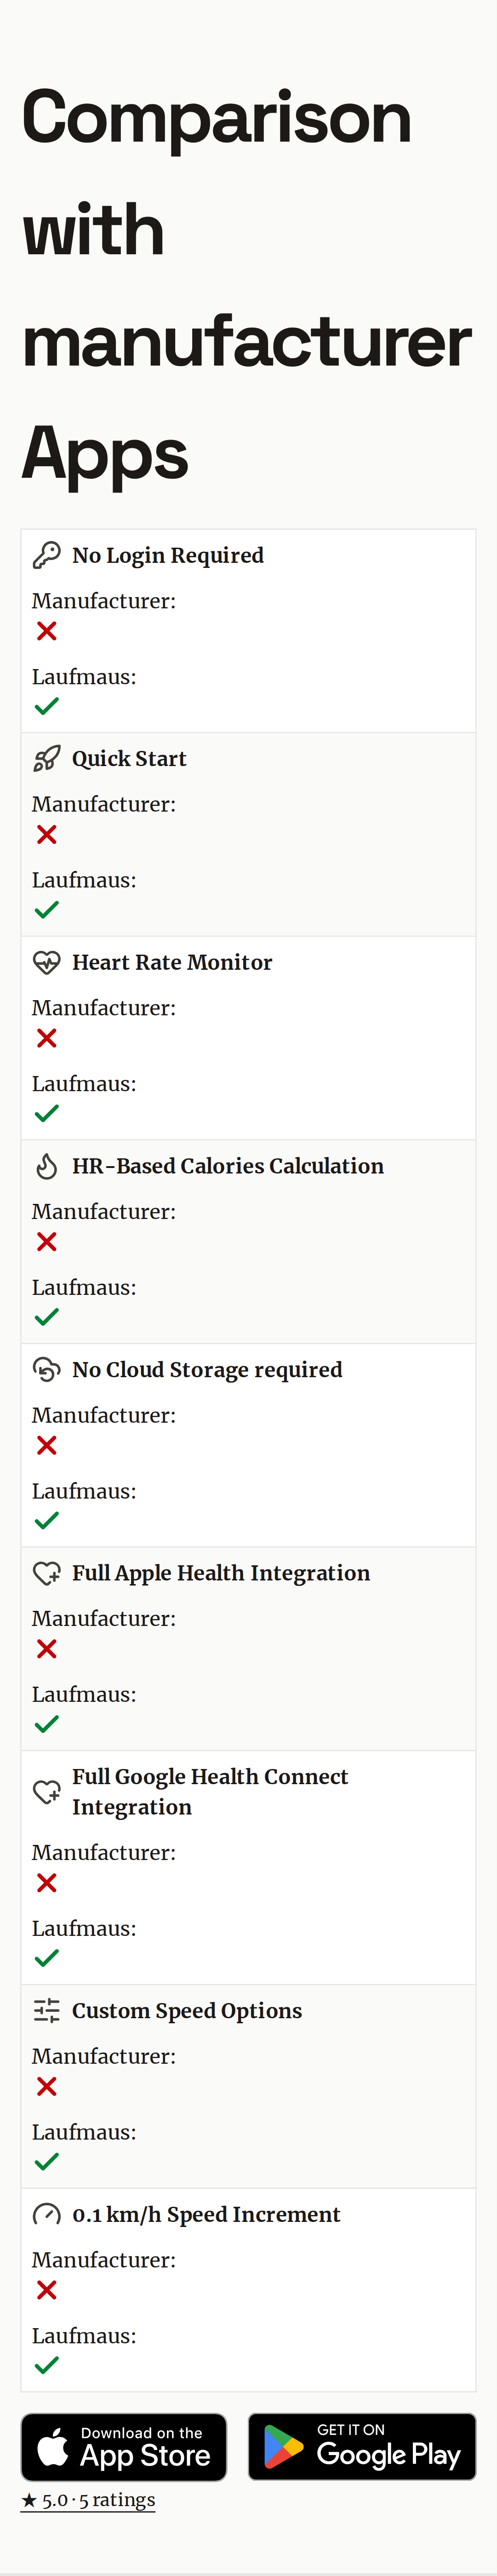 Comparison
with
manufacturer
Apps
No Login Required
Manufacturer:
Laufmaus:
Quick Start
Manufacturer:
Laufmaus:
Heart Rate Monitor
Manufacturer:
Laufmaus:
HR-Based Calories Calculation
Manufacturer:
Laufmaus:
No Cloud Storage required
Manufacturer:
Laufmaus:
Full Apple Health Integration
Manufacturer:
Laufmaus:
Full Google Health Connect
Integration
Manufacturer:
Laufmaus:
Custom Speed Options
Manufacturer:
Laufmaus:
0.1 km/h Speed Increment
Manufacturer:
Laufmaus:
Download on the
App Store
GET IT ON
Google Play
★ 5.0 · 5 ratings